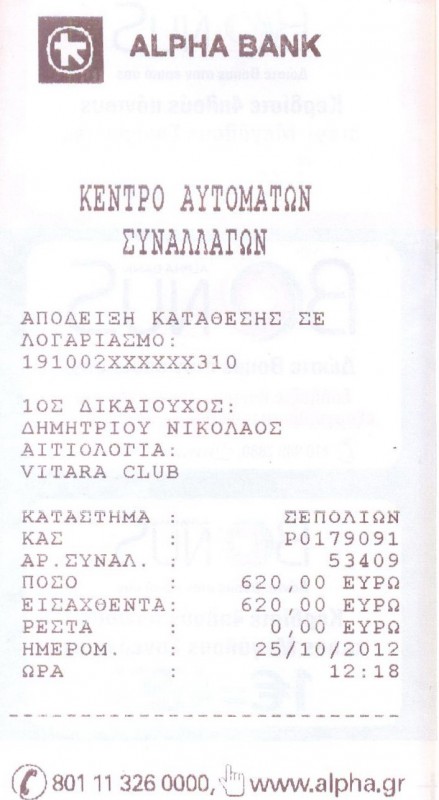 ALPHA BANK
ΚΕΝΤΡΟ ΑΥΤΟΜΑΤΩΝ
ΣΥΝΑΛΛΑΓΩΝ
ΑΠΟΔΕΙΞΗ ΚΑΤΑΘΕΣΗΣ ΣΕ
ΛΟΓΑΡΙΑΣΜΟ:
191002XXXXXX310
1ΟΣ ΔΙΚΑΙΟΥΧΟΣ:
ΔΗΜΗΤΡΙΟΥ ΝΙΚΟΛΑΟΣ
ΑΙΤΙΟΛΟΓΙΑ:
VITARA CLUB
ΚΑΤΑΣΤΗΜΑ : ΣΕΠΟΛΙΩΝ
ΚΑΣ : P0179091
ΑΡ.ΣΥΝΑΛ. : 53409
ΠΟΣΟ : 620,00 ΕΥΡΩ
ΕΙΣΑΧΘΕΝΤΑ: 620,00 ΕΥΡΩ
ΡΕΣΤΑ : 0,00 ΕΥΡΩ
ΗΜΕΡΟΜ. : 25/10/2012
ΩΡΑ : 12:18
801 11 326 0000, www.alpha.gr